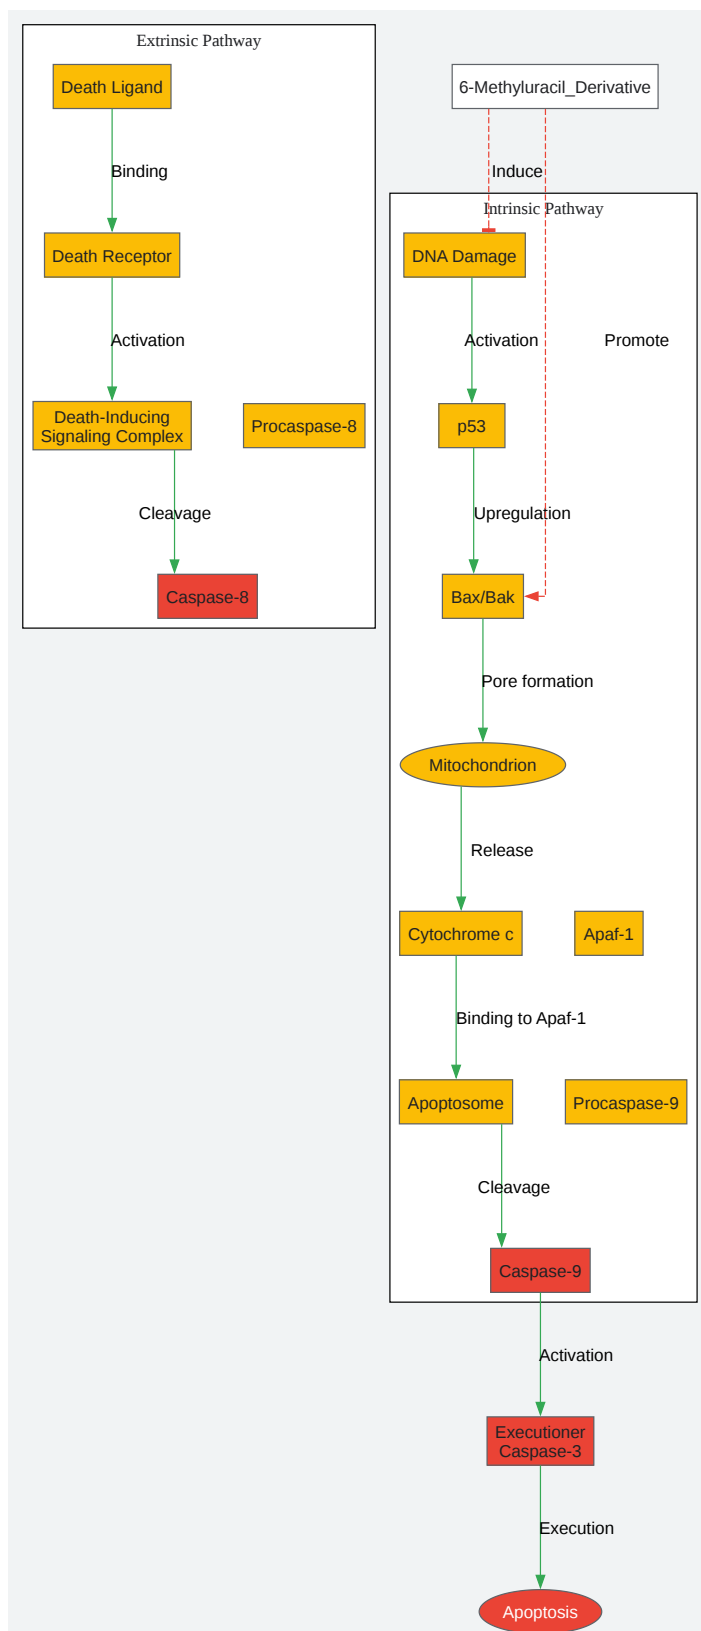 Extrinsic Pathway
Death Ligand
6-Methyluracil_Derivative
Binding
Induce
Intrinsic Pathway
Death Receptor
DNA Damage
Activation
Activation
Promote
Death-Inducing
Signaling Complex
Procaspase-8
p53
Cleavage
Upregulation
Caspase-8
Bax/Bak
Pore formation
Mitochondrion
Release
Cytochrome c
Apaf-1
Binding to Apaf-1
Apoptosome
Procaspase-9
Cleavage
Caspase-9
Activation
Executioner
Caspase-3
Execution
Apoptosis